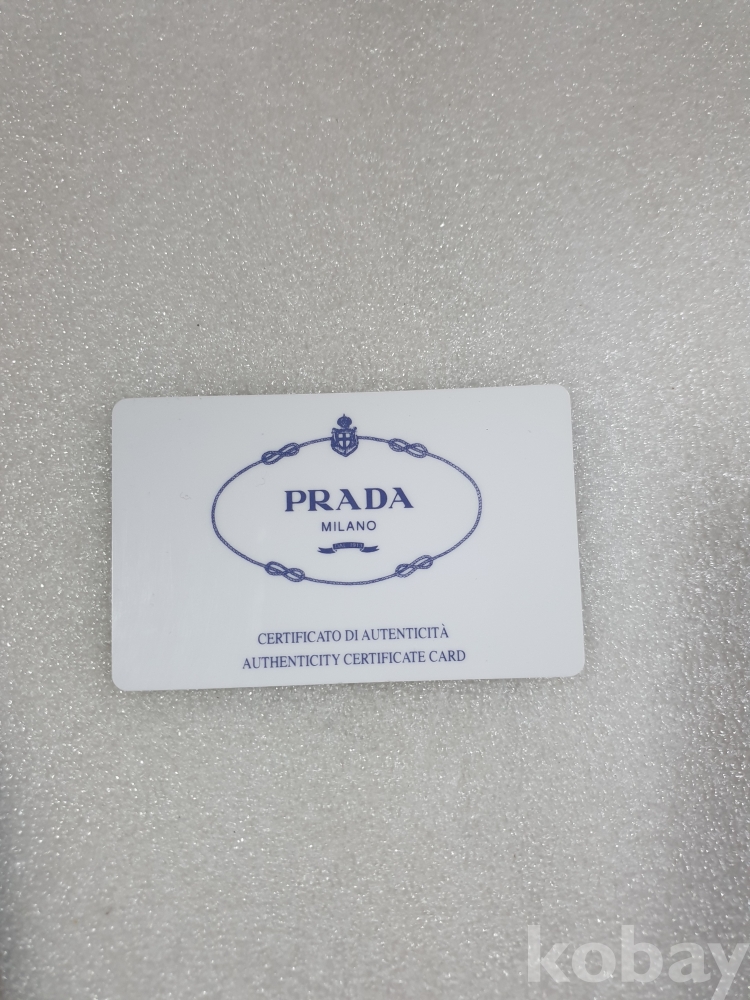 PRADA
MILANO
CERTIFICATO DI AUTENTICITÀ
AUTHENTICITY CERTIFICATE CARD
kobay